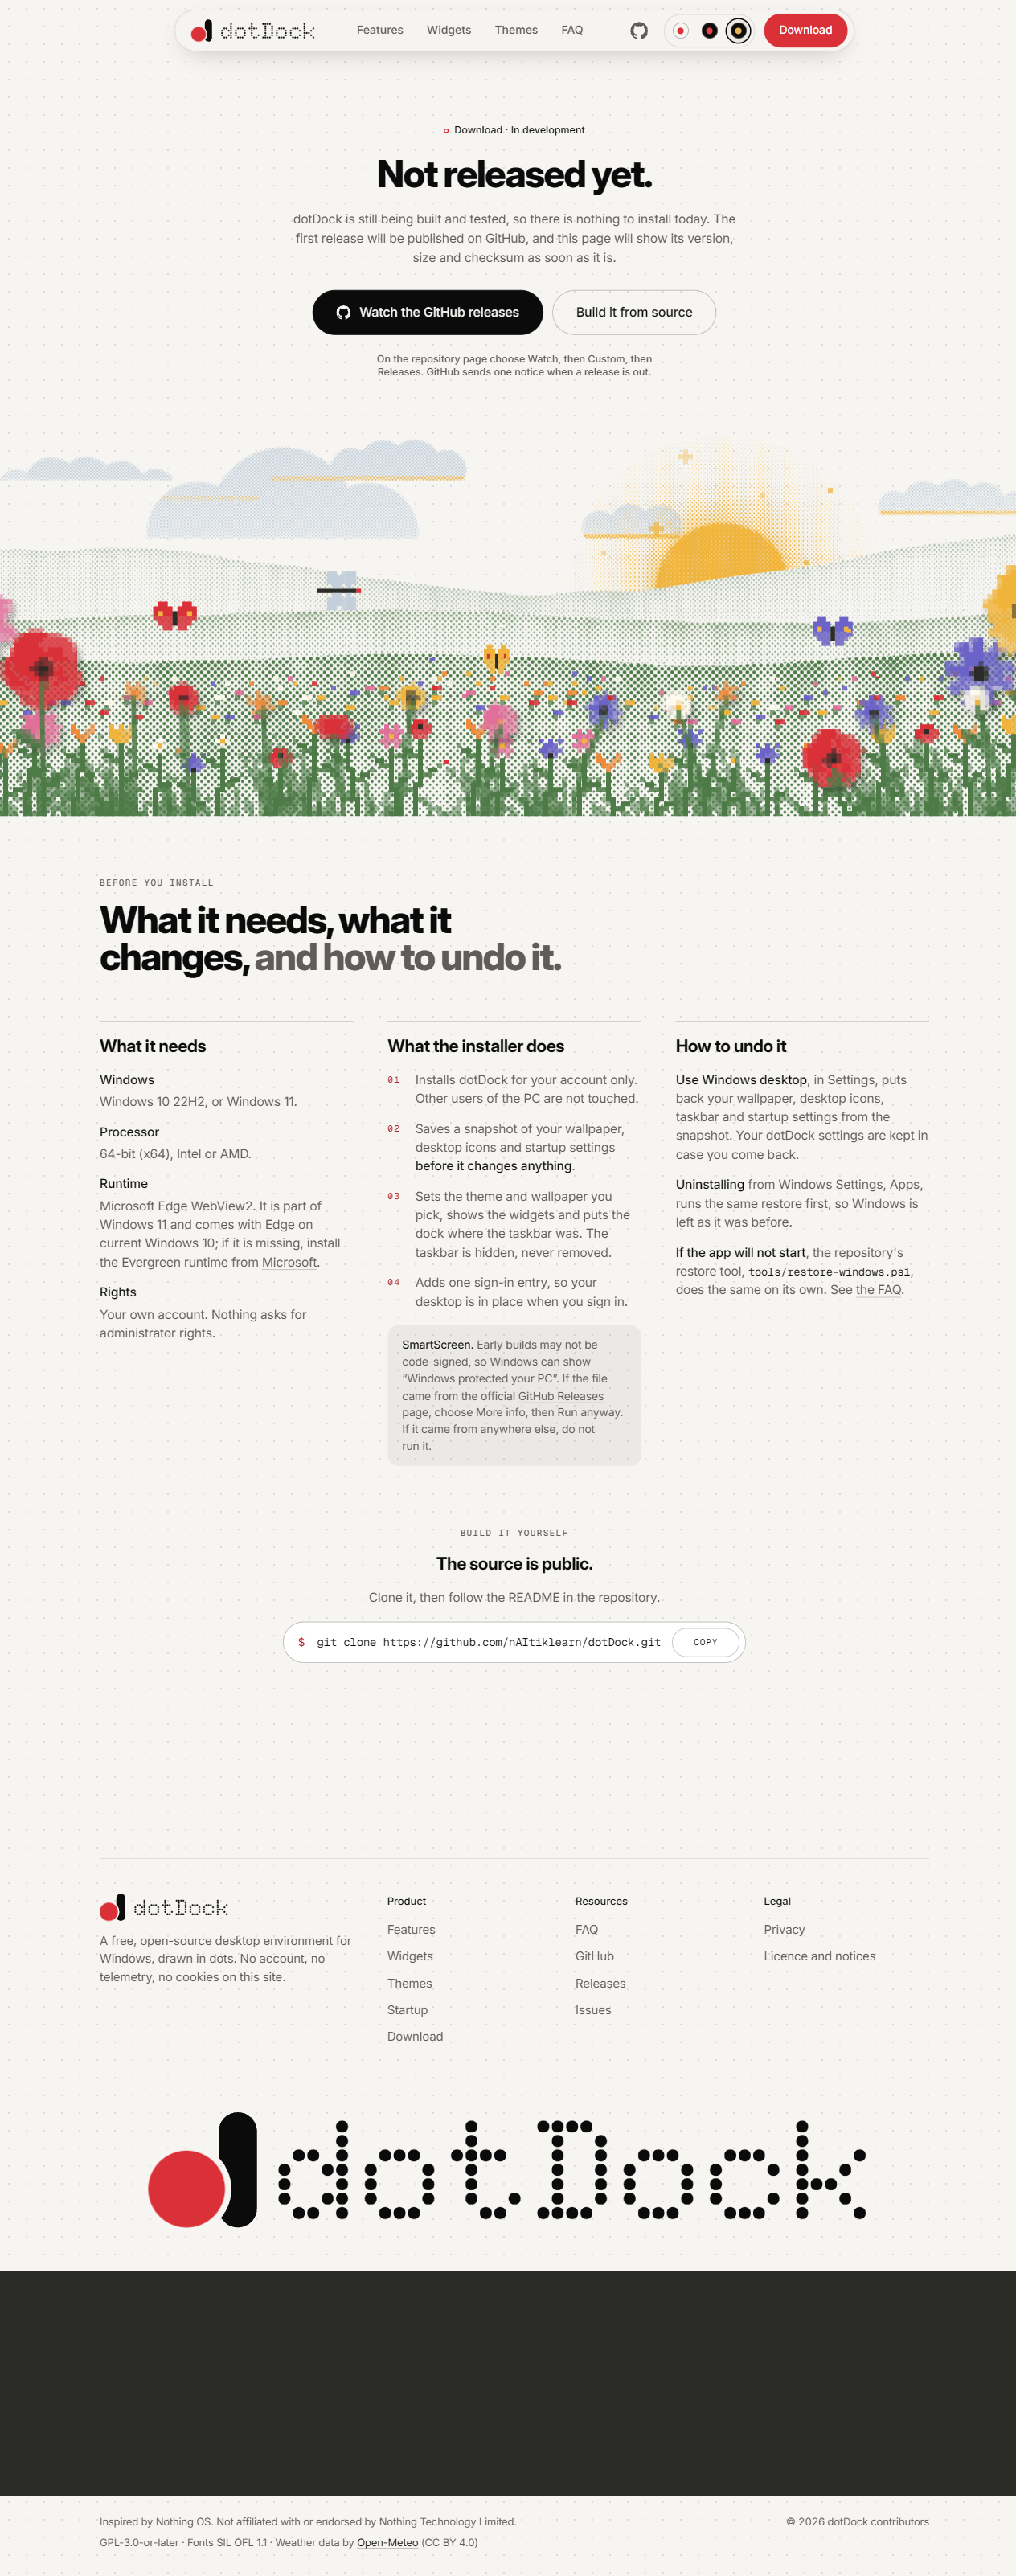 dotDock
Features
Widgets
Themes
FAQ
Download
Download · In development
Not released yet.
dotDock is still being built and tested, so there is nothing to install today. The
first release will be published on GitHub, and this page will show its version,
size and checksum as soon as it is.
Watch the GitHub releases
Build it from source
On the repository page choose Watch, then Custom, then
Releases. GitHub sends one notice when a release is out.
BEFORE YOU INSTALL
What it needs, what it
changes, and how to undo it.
What it needs
Windows
Windows 10 22H2, or Windows 11.
Processor
64-bit (x64), Intel or AMD.
Runtime
Microsoft Edge WebView2. It is part of
Windows 11 and comes with Edge on
current Windows 10; if it is missing, install
the Evergreen runtime from Microsoft.
Rights
Your own account. Nothing asks for
administrator rights.
What the installer does
01 Installs dotDock for your account only.
Other users of the PC are not touched.
02 Saves a snapshot of your wallpaper,
desktop icons and startup settings
before it changes anything.
03 Sets the theme and wallpaper you
pick, shows the widgets and puts the
dock where the taskbar was. The
taskbar is hidden, never removed.
04 Adds one sign-in entry, so your
desktop is in place when you sign in.
SmartScreen. Early builds may not be
code-signed, so Windows can show
“Windows protected your PC”. If the file
came from the official GitHub Releases
page, choose More info, then Run anyway.
If it came from anywhere else, do not
run it.
How to undo it
Use Windows desktop, in Settings, puts
back your wallpaper, desktop icons,
taskbar and startup settings from the
snapshot. Your dotDock settings are kept in
case you come back.
Uninstalling from Windows Settings, Apps,
runs the same restore first, so Windows is
left as it was before.
If the app will not start, the repository's
restore tool, tools/restore-windows.ps1,
does the same on its own. See the FAQ.
BUILD IT YOURSELF
The source is public.
Clone it, then follow the README in the repository.
$ git clone https://github.com/nAItiklearn/dotDock.git
COPY
dotDock
A free, open-source desktop environment for
Windows, drawn in dots. No account, no
telemetry, no cookies on this site.
Product
Features
Widgets
Themes
Startup
Download
Resources
FAQ
GitHub
Releases
Issues
Legal
Privacy
Licence and notices
dotDock
Inspired by Nothing OS. Not affiliated with or endorsed by Nothing Technology Limited.
© 2026 dotDock contributors
GPL-3.0-or-later · Fonts SIL OFL 1.1 · Weather data by Open-Meteo (CC BY 4.0)